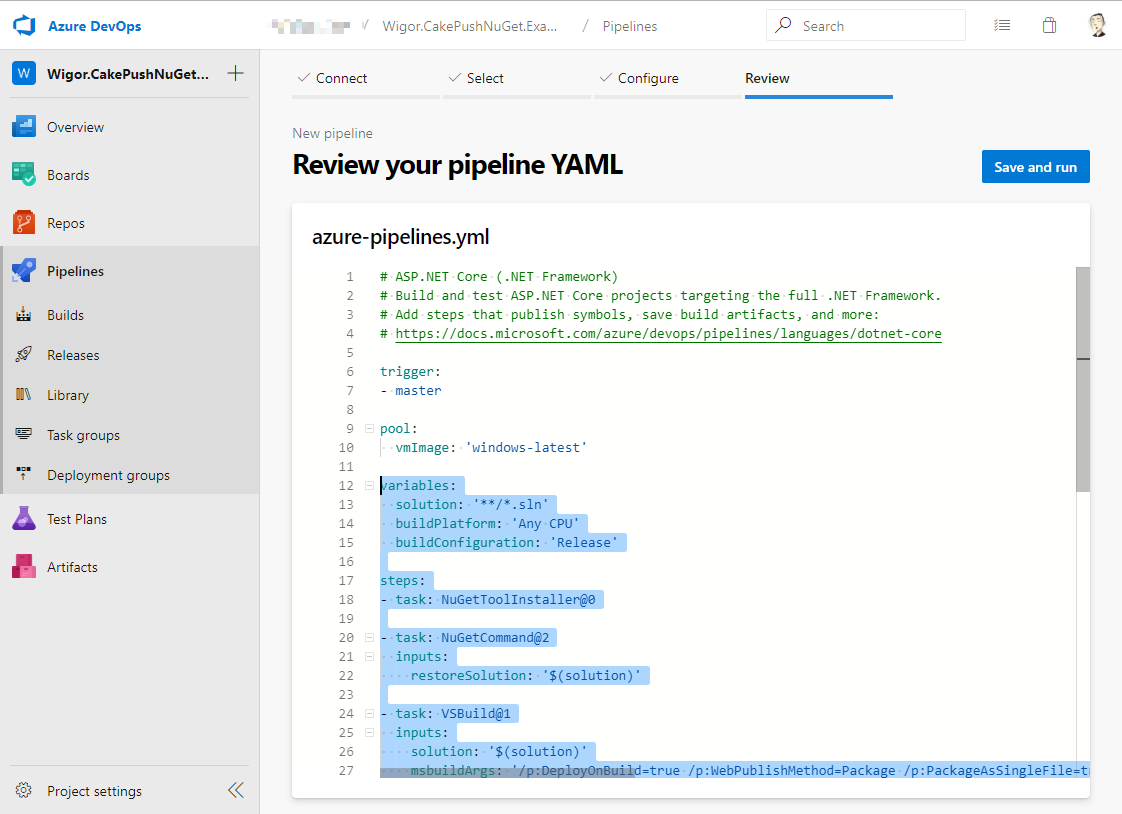 Azure DevOps
/ Wigor.CakePushNuGet.Exa... / Pipelines
Search
W Wigor.CakePushNuGet...
Overview
Boards
Repos
Pipelines
Builds
Releases
Library
Task groups
Deployment groups
Test Plans
Artifacts
Project settings
Connect
Select
Configure
Review
New pipeline
Review your pipeline YAML
Save and run
azure-pipelines.yml
1 # ASP.NET Core (.NET Framework)
2 # Build and test ASP.NET Core projects targeting the full .NET Framework.
3 # Add steps that publish symbols, save build artifacts, and more:
4 # https://docs.microsoft.com/azure/devops/pipelines/languages/dotnet-core
5
6 trigger:
7 - master
8
9 pool:
10   vmImage: 'windows-latest'
11
12 variables:
13   solution: '**/*.sln'
14   buildPlatform: 'Any CPU'
15   buildConfiguration: 'Release'
16
17 steps:
18 - task: NuGetToolInstaller@0
19
20 - task: NuGetCommand@2
21   inputs:
22     restoreSolution: '$(solution)'
23
24 - task: VSBuild@1
25   inputs:
26     solution: '$(solution)'
27     msbuildArgs: '/p:DeployOnBuild=true /p:WebPublishMethod=Package /p:PackageAsSingleFile=t